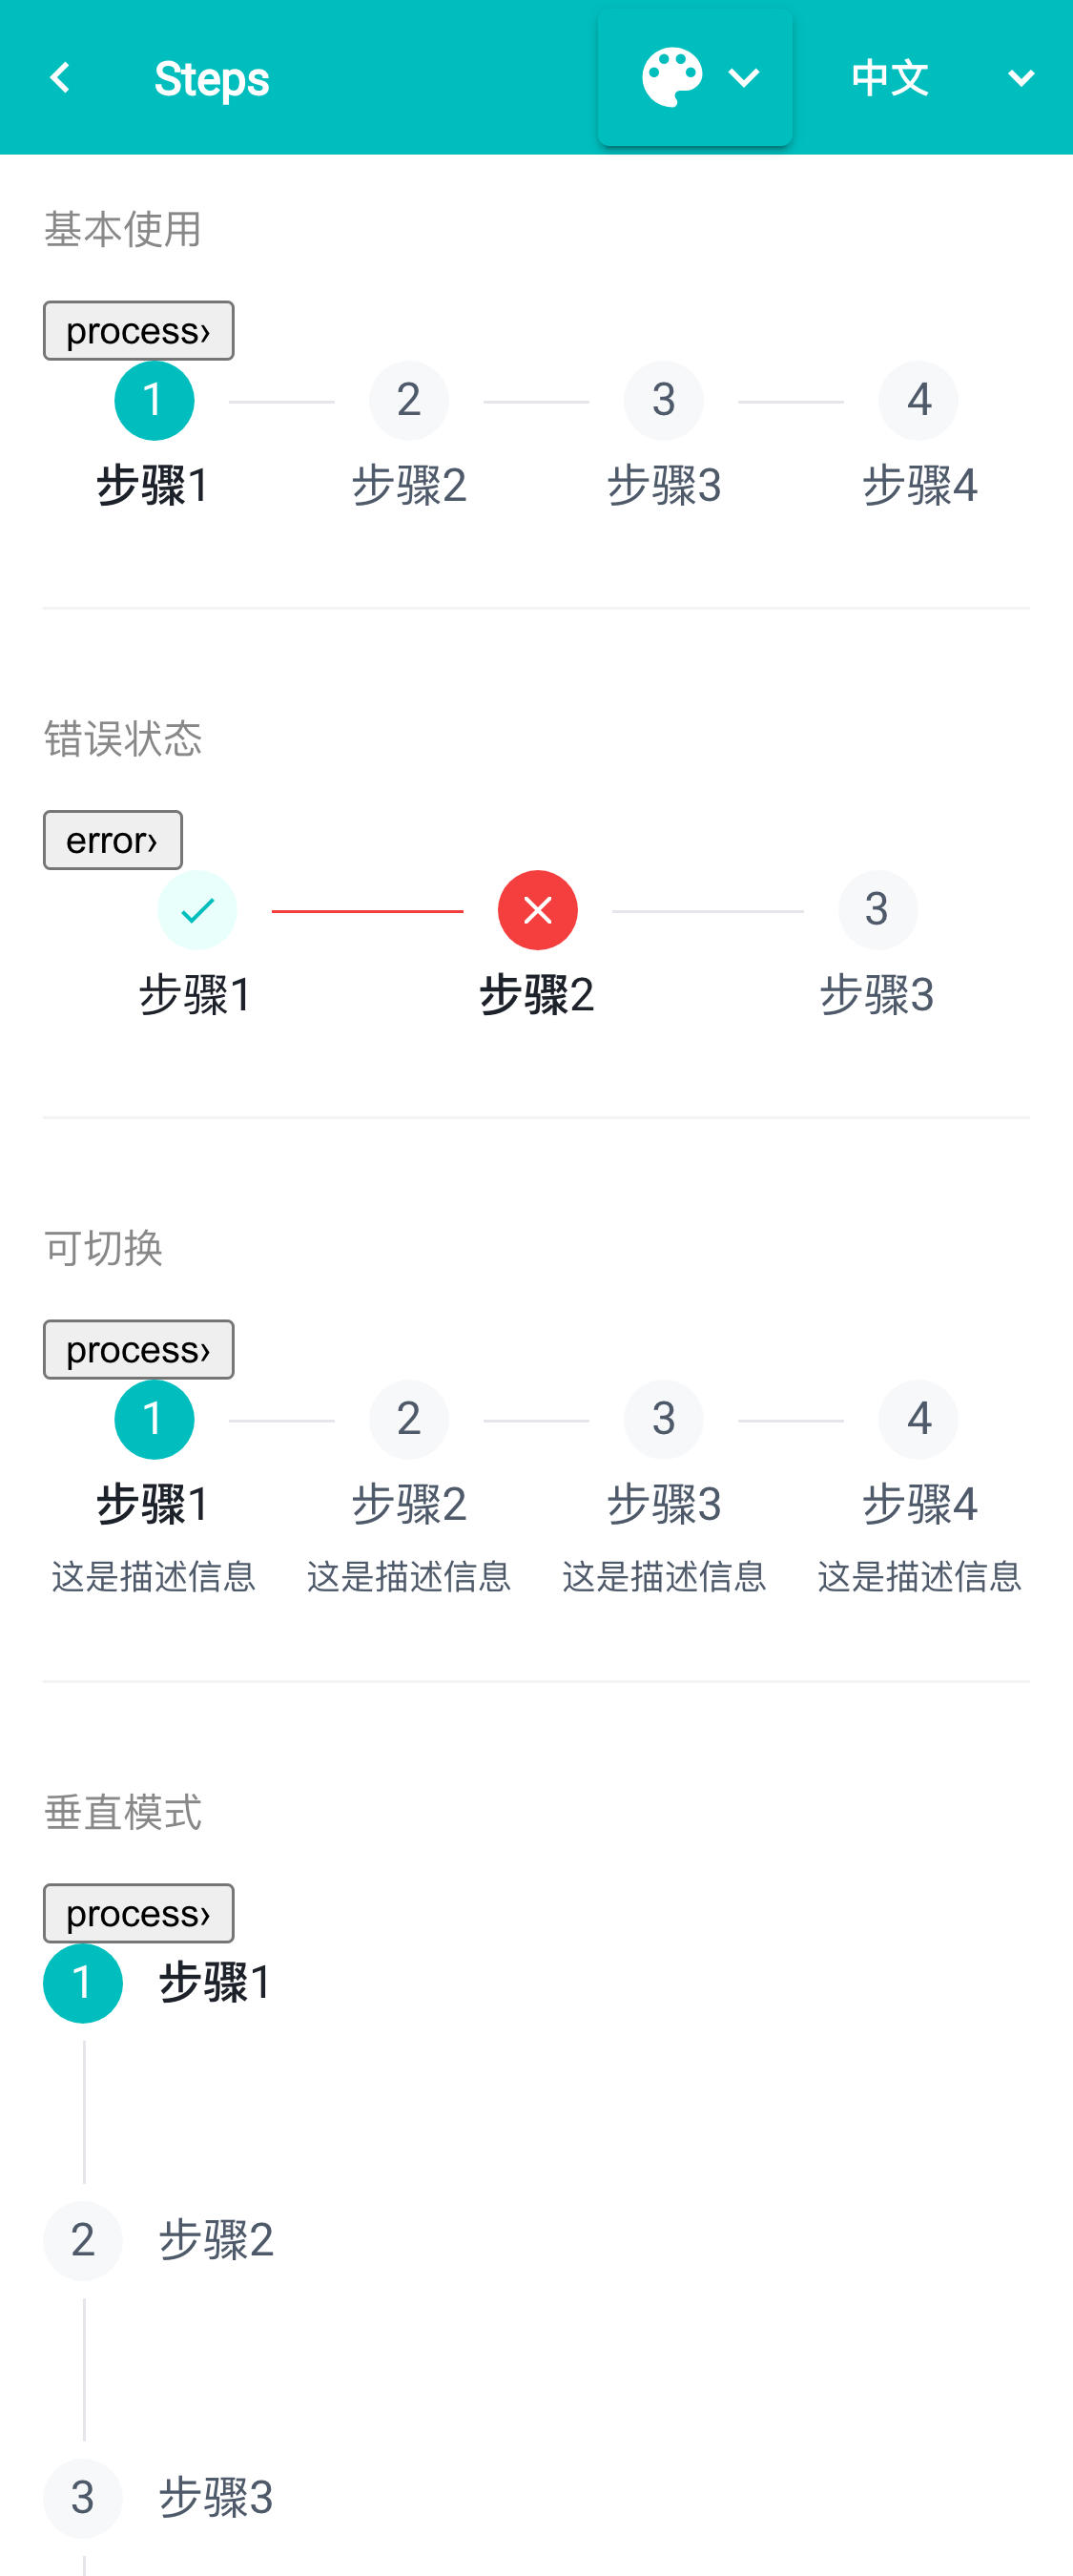 Steps 中文
基本使用
process›
1 2 3 4
步骤1 步骤2 步骤3 步骤4
错误状态
error›
3
步骤1 步骤2 步骤3
可切换
process›
1 2 3 4
步骤1 步骤2 步骤3 步骤4
这是描述信息 这是描述信息 这是描述信息 这是描述信息
垂直模式
process›
1 步骤1
2 步骤2
3 步骤3